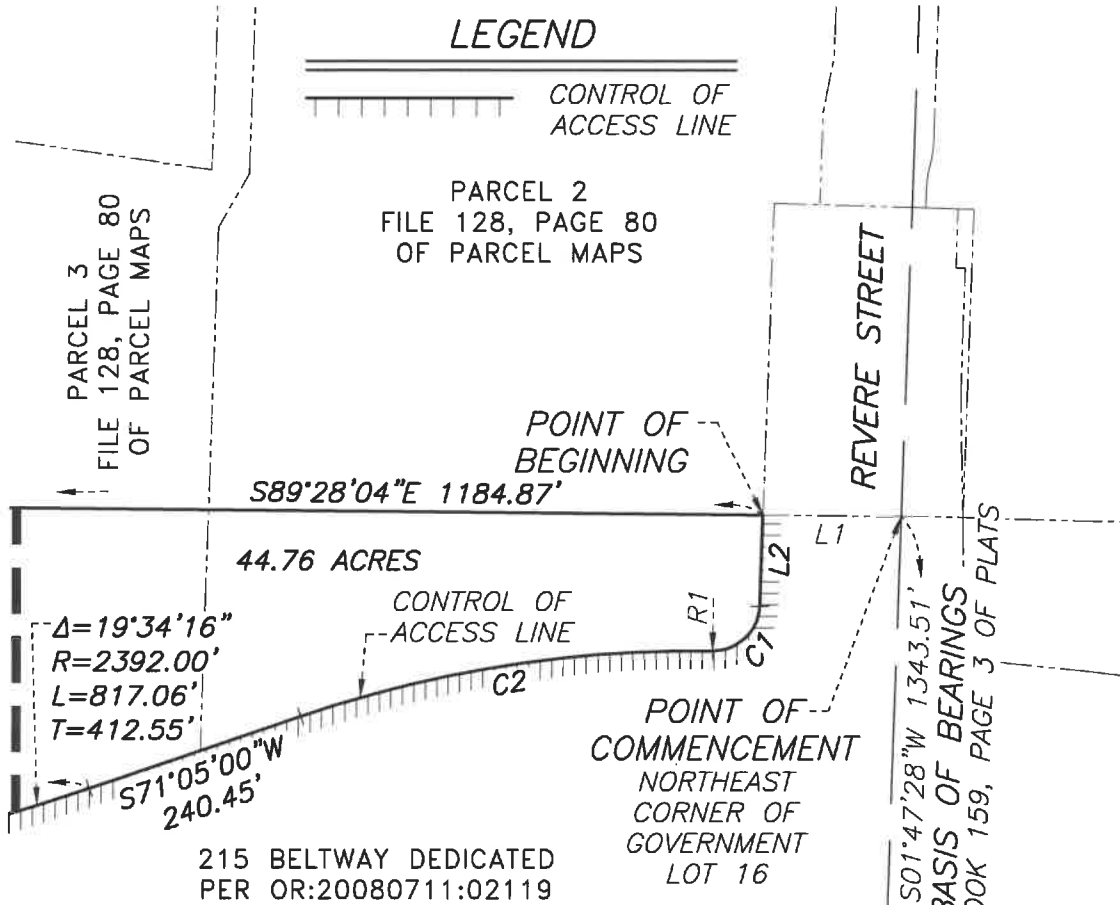 LEGEND
CONTROL OF
ACCESS LINE
PARCEL 2
FILE 128, PAGE 80
OF PARCEL MAPS
PARCEL 3
FILE 128, PAGE 80
OF PARCEL MAPS
REVERE STREET
POINT OF
BEGINNING
S89°28'04"E 1184.87'
L1
L2
44.76 ACRES
CONTROL OF
ACCESS LINE
R1
C1
C2
Δ=19°34'16"
R=2392.00'
L=817.06'
T=412.55'
S71°05'00"W
240.45'
POINT OF
COMMENCEMENT
NORTHEAST
CORNER OF
GOVERNMENT
LOT 16
S01°47'28"W 1343.51'
BASIS OF BEARINGS
OOK 159, PAGE 3 OF PLATS
215 BELTWAY DEDICATED
PER OR:20080711:02119